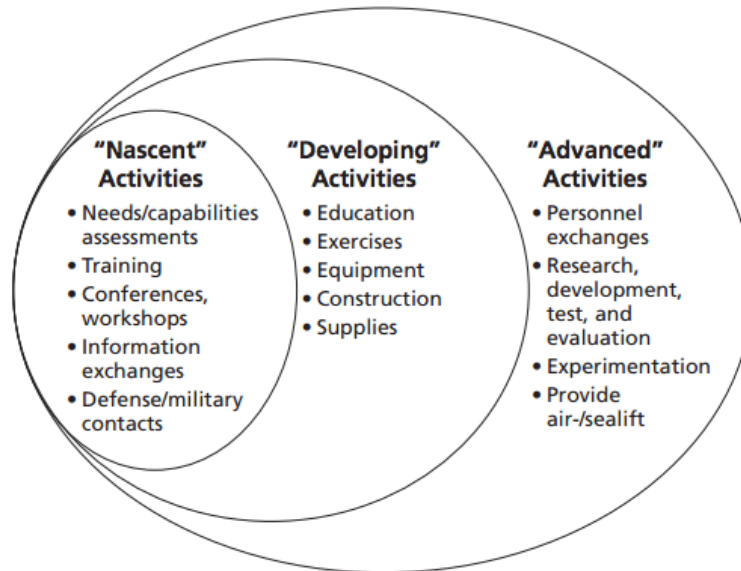 “Nascent”
Activities
• Needs/capabilities
assessments
• Training
• Conferences,
workshops
• Information
exchanges
• Defense/military
contacts
“Developing”
Activities
• Education
• Exercises
• Equipment
• Construction
• Supplies
“Advanced”
Activities
• Personnel
exchanges
• Research,
development,
test, and
evaluation
• Experimentation
• Provide
air-/sealift